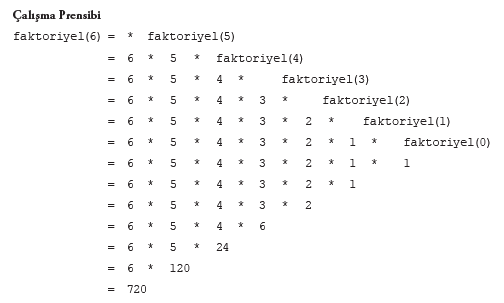 Çalışma Prensibi
faktoriyel(6) = * faktoriyel(5)
= 6 * 5 * faktoriyel(4)
= 6 * 5 * 4 * faktoriyel(3)
= 6 * 5 * 4 * 3 * faktoriyel(2)
= 6 * 5 * 4 * 3 * 2 * faktoriyel(1)
= 6 * 5 * 4 * 3 * 2 * 1 * faktoriyel(0)
= 6 * 5 * 4 * 3 * 2 * 1 * 1
= 6 * 5 * 4 * 3 * 2 * 1
= 6 * 5 * 4 * 3 * 2
= 6 * 5 * 4 * 6
= 6 * 5 * 24
= 6 * 120
= 720